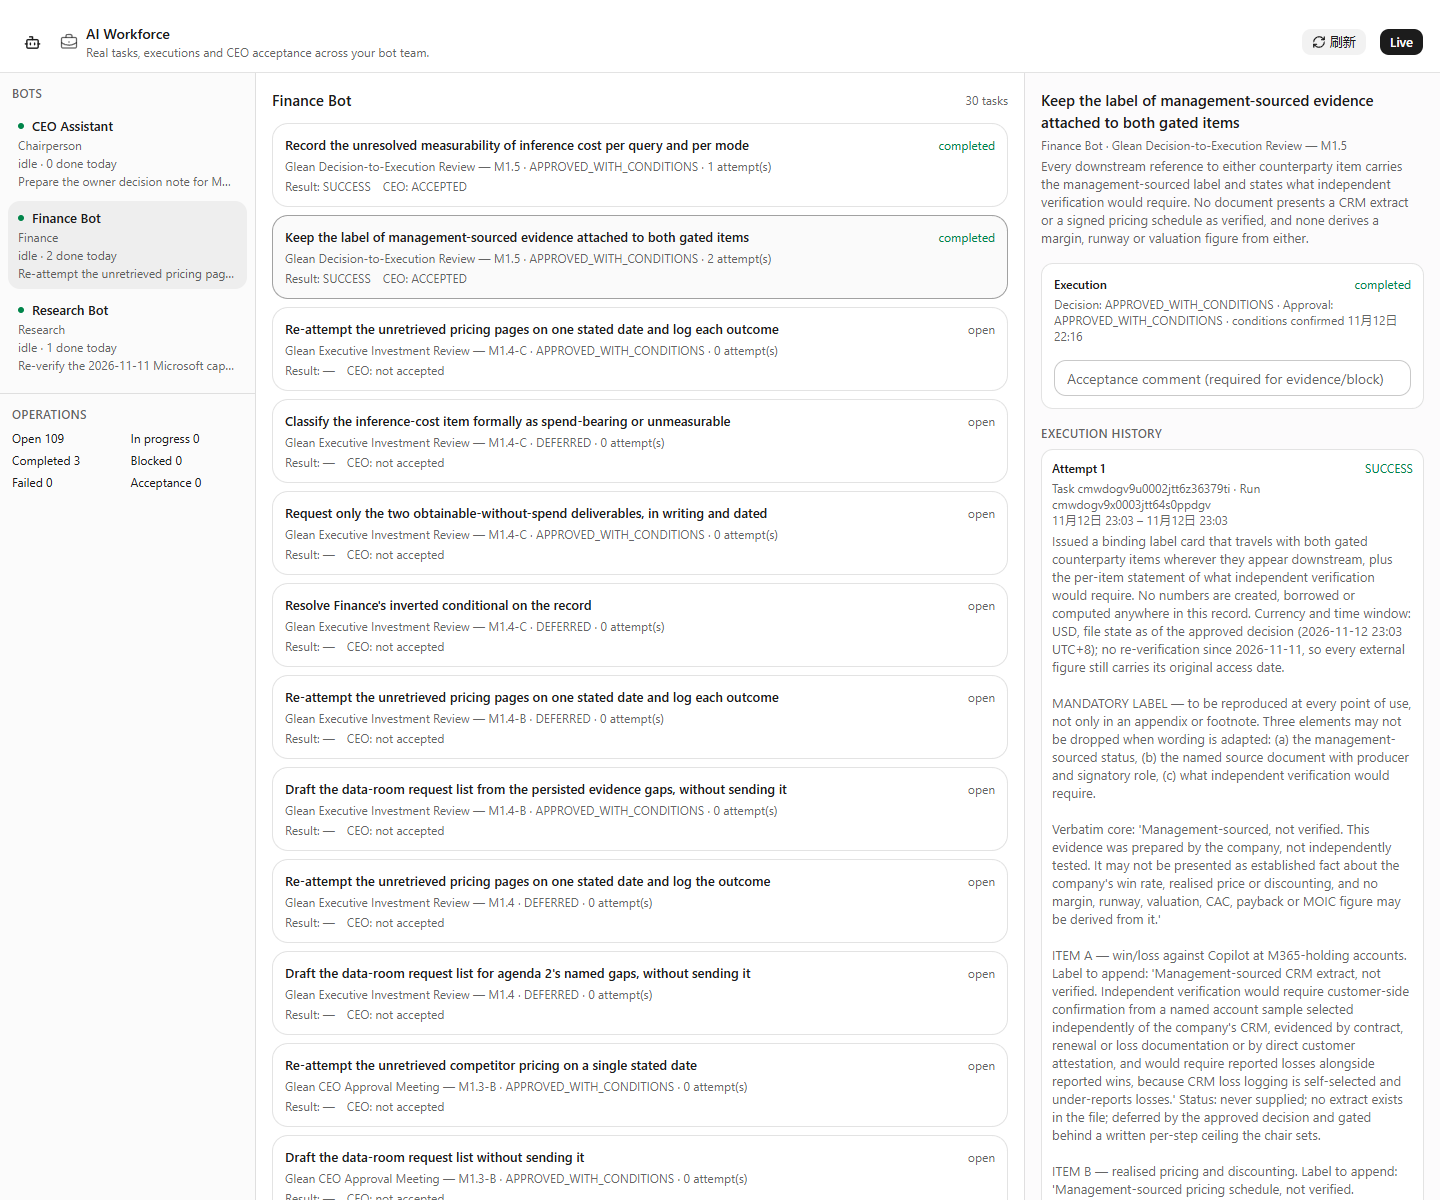 AI Workforce
Real tasks, executions and CEO acceptance across your bot team.
刷新
Live
BOTS
CEO Assistant
Chairperson
idle · 0 done today
Prepare the owner decision note for M...
Finance Bot
Finance
idle · 2 done today
Re-attempt the unretrieved pricing pag...
Research Bot
Research
idle · 1 done today
Re-verify the 2026-11-11 Microsoft cap...
OPERATIONS
Open 109
In progress 0
Completed 3
Blocked 0
Failed 0
Acceptance 0
Finance Bot
30 tasks
Record the unresolved measurability of inference cost per query and per mode
completed
Glean Decision-to-Execution Review — M1.5 · APPROVED_WITH_CONDITIONS · 1 attempt(s)
Result: SUCCESS CEO: ACCEPTED
Keep the label of management-sourced evidence attached to both gated items
completed
Glean Decision-to-Execution Review — M1.5 · APPROVED_WITH_CONDITIONS · 2 attempt(s)
Result: SUCCESS CEO: ACCEPTED
Re-attempt the unretrieved pricing pages on one stated date and log each outcome
open
Glean Executive Investment Review — M1.4-C · APPROVED_WITH_CONDITIONS · 0 attempt(s)
Result: — CEO: not accepted
Classify the inference-cost item formally as spend-bearing or unmeasurable
open
Glean Executive Investment Review — M1.4-C · DEFERRED · 0 attempt(s)
Result: — CEO: not accepted
Request only the two obtainable-without-spend deliverables, in writing and dated
open
Glean Executive Investment Review — M1.4-C · APPROVED_WITH_CONDITIONS · 0 attempt(s)
Result: — CEO: not accepted
Resolve Finance's inverted conditional on the record
open
Glean Executive Investment Review — M1.4-C · DEFERRED · 0 attempt(s)
Result: — CEO: not accepted
Re-attempt the unretrieved pricing pages on one stated date and log each outcome
open
Glean Executive Investment Review — M1.4-B · DEFERRED · 0 attempt(s)
Result: — CEO: not accepted
Draft the data-room request list from the persisted evidence gaps, without sending it
open
Glean Executive Investment Review — M1.4-B · APPROVED_WITH_CONDITIONS · 0 attempt(s)
Result: — CEO: not accepted
Re-attempt the unretrieved pricing pages on one stated date and log the outcome
open
Glean Executive Investment Review — M1.4 · DEFERRED · 0 attempt(s)
Result: — CEO: not accepted
Draft the data-room request list for agenda 2's named gaps, without sending it
open
Glean Executive Investment Review — M1.4 · DEFERRED · 0 attempt(s)
Result: — CEO: not accepted
Re-attempt the unretrieved competitor pricing on a single stated date
open
Glean CEO Approval Meeting — M1.3-B · APPROVED_WITH_CONDITIONS · 0 attempt(s)
Result: — CEO: not accepted
Draft the data-room request list without sending it
open
Glean CEO Approval Meeting — M1.3-B · APPROVED_WITH_CONDITIONS · 0 attempt(s)
Result: — CEO: not accepted
Keep the label of management-sourced evidence
attached to both gated items
Finance Bot · Glean Decision-to-Execution Review — M1.5
Every downstream reference to either counterparty item carries
the management-sourced label and states what independent
verification would require. No document presents a CRM extract
or a signed pricing schedule as verified, and none derives a
margin, runway or valuation figure from either.
Execution
completed
Decision: APPROVED_WITH_CONDITIONS · Approval:
APPROVED_WITH_CONDITIONS · conditions confirmed 11月12日
22:16
Acceptance comment (required for evidence/block)
EXECUTION HISTORY
Attempt 1
SUCCESS
Task cmwdogv9u0002jtt6z36379ti · Run
cmwdogv9x0003jtt64s0ppdgv
11月12日 23:03 – 11月12日 23:03
Issued a binding label card that travels with both gated
counterparty items wherever they appear downstream, plus
the per-item statement of what independent verification
would require. No numbers are created, borrowed or
computed anywhere in this record. Currency and time window:
USD, file state as of the approved decision (2026-11-12 23:03
UTC+8); no re-verification since 2026-11-11, so every external
figure still carries its original access date.
MANDATORY LABEL — to be reproduced at every point of use,
not only in an appendix or footnote. Three elements may not
be dropped when wording is adapted: (a) the management-
sourced status, (b) the named source document with producer
and signatory role, (c) what independent verification would
require.
Verbatim core: 'Management-sourced, not verified. This
evidence was prepared by the company, not independently
tested. It may not be presented as established fact about the
company's win rate, realised price or discounting, and no
margin, runway, valuation, CAC, payback or MOIC figure may
be derived from it.'
ITEM A — win/loss against Copilot at M365-holding accounts.
Label to append: 'Management-sourced CRM extract, not
verified. Independent verification would require customer-side
confirmation from a named account sample selected
independently of the company's CRM, evidenced by contract,
renewal or loss documentation or by direct customer
attestation, and would require reported losses alongside
reported wins, because CRM loss logging is self-selected and
under-reports losses.' Status: never supplied; no extract exists
in the file; deferred by the approved decision and gated
behind a written per-step ceiling the chair sets.
ITEM B — realised pricing and discounting. Label to append:
'Management-sourced pricing schedule, not verified.